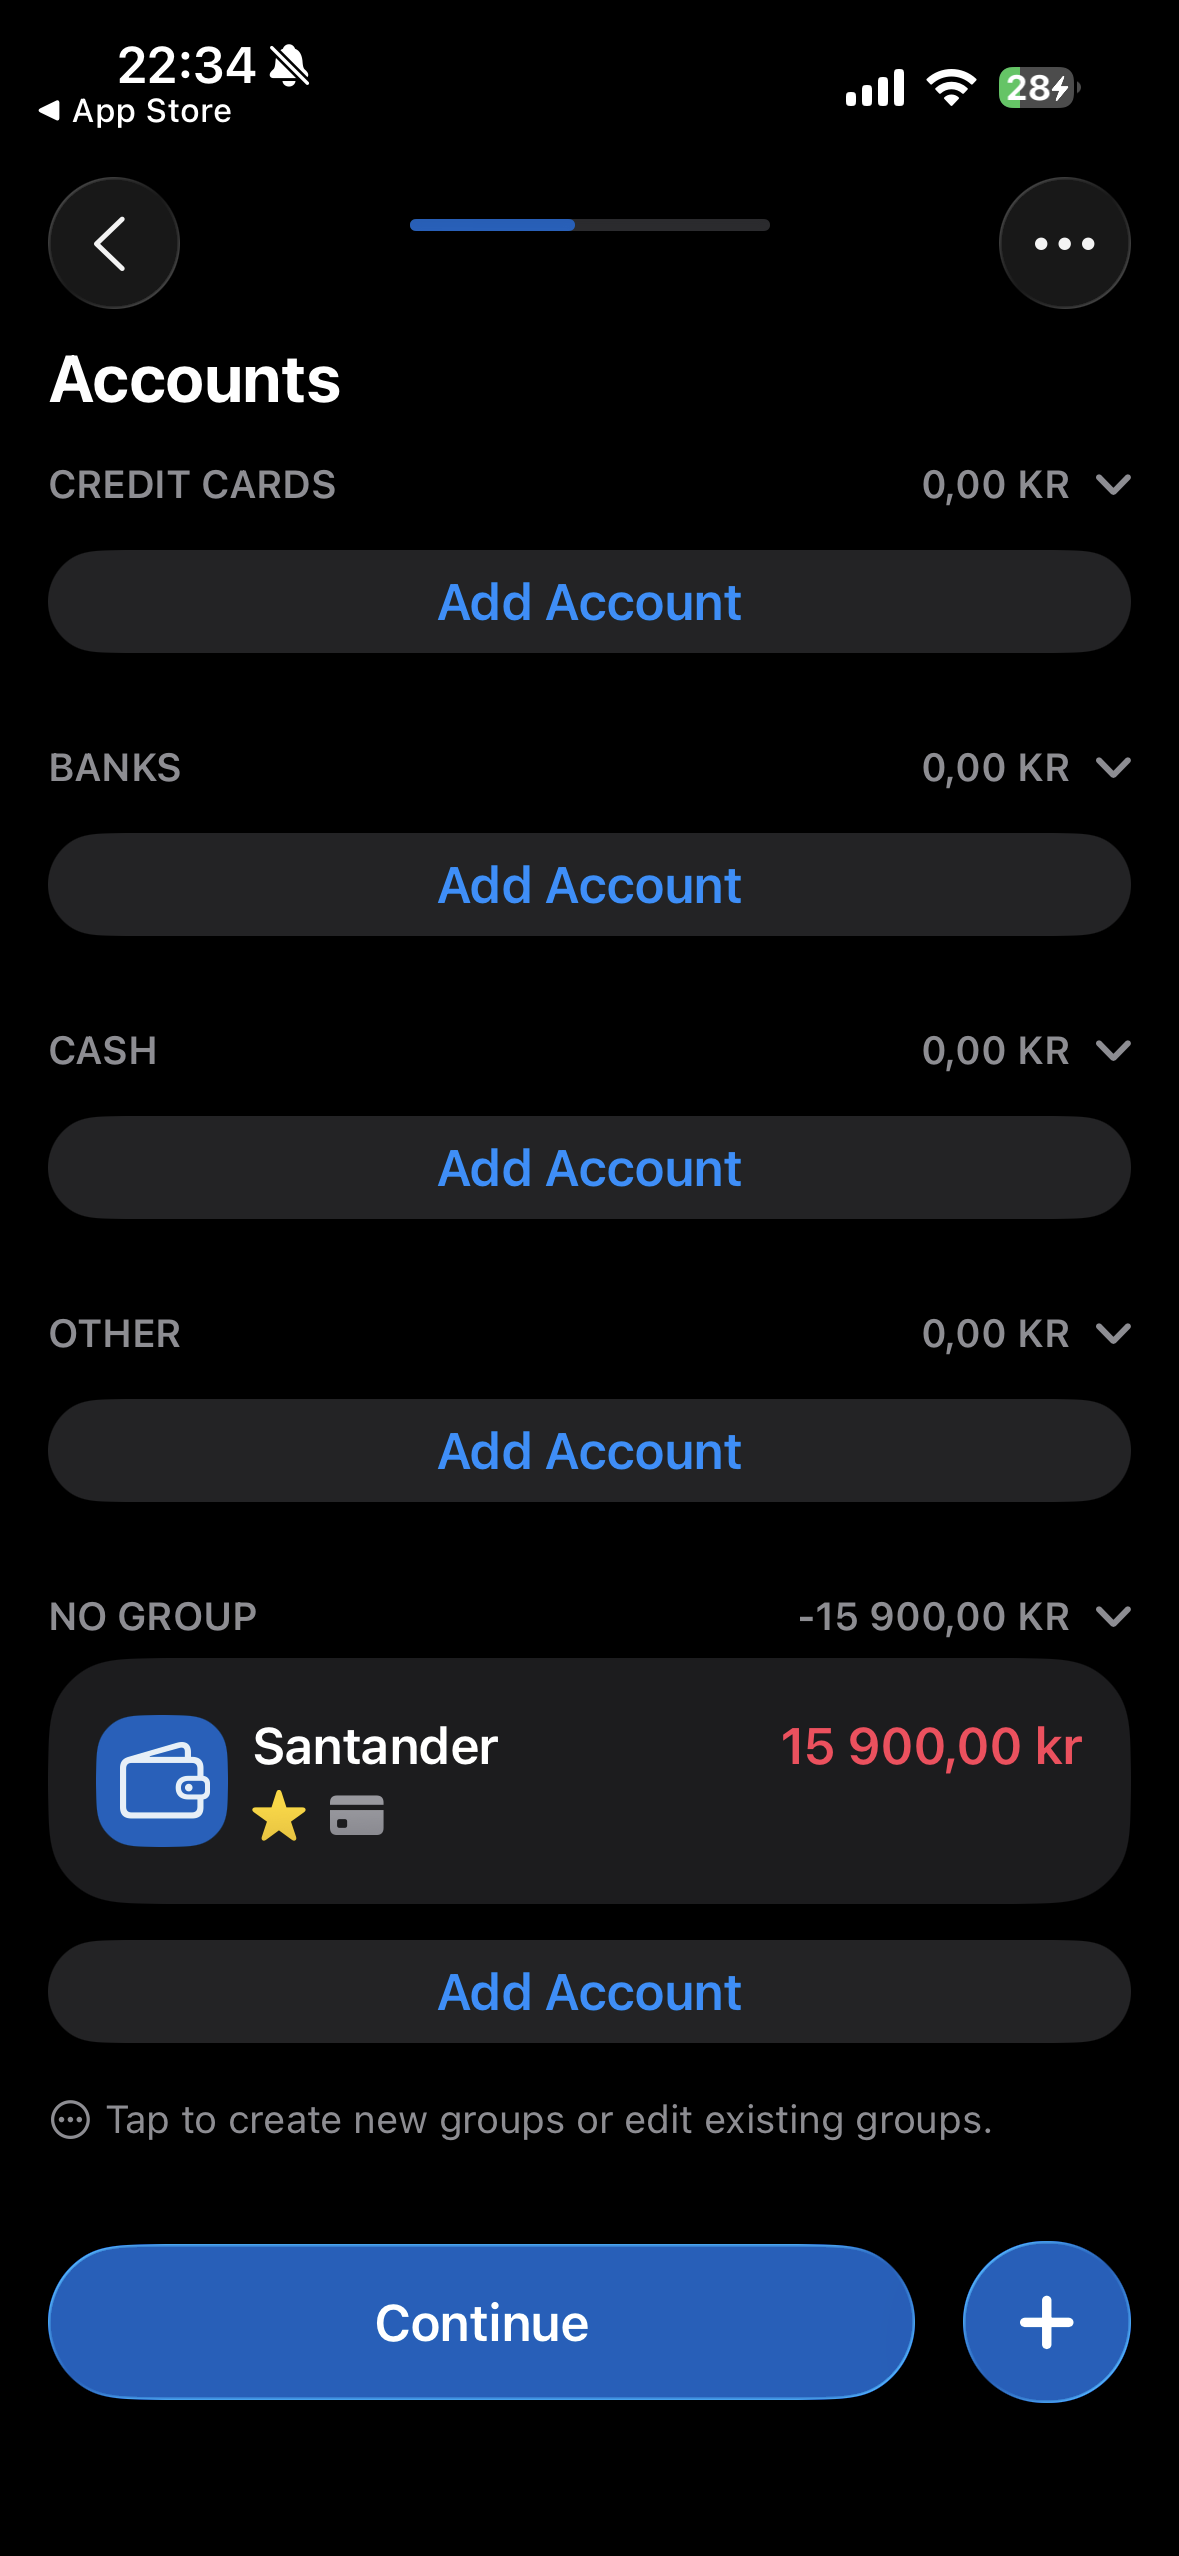 22:34
28
App Store
Accounts
CREDIT CARDS 0,00 KR
Add Account
BANKS 0,00 KR
Add Account
CASH 0,00 KR
Add Account
OTHER 0,00 KR
Add Account
NO GROUP -15 900,00 KR
Santander 15 900,00 kr
Add Account
Tap to create new groups or edit existing groups.
Continue